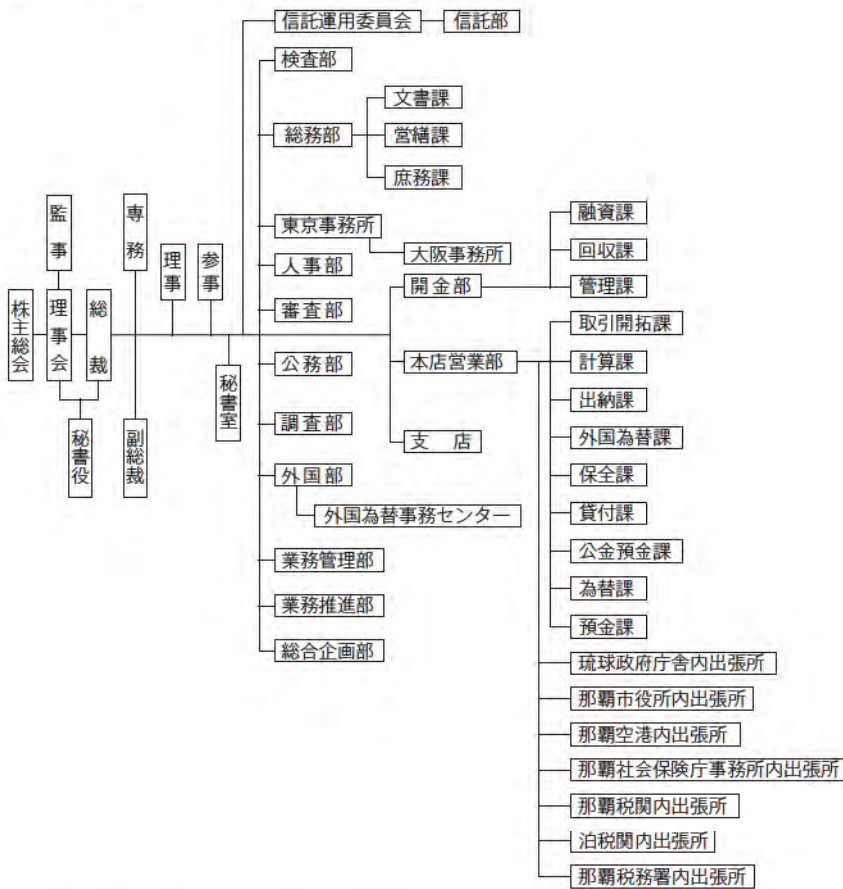 株主総会
監事
理事会
総裁
秘書役
専務
副総裁
理事
参事
秘書室
信託運用委員会
信託部
検査部
総務部
文書課
営繕課
庶務課
東京事務所
大阪事務所
人事部
審査部
公務部
調査部
外国部
外国為替事務センター
業務管理部
業務推進部
総合企画部
開金部
融資課
回収課
管理課
本店営業部
取引開拓課
計算課
出納課
外国為替課
保全課
貸付課
公金預金課
為替課
預金課
琉球政府庁舎内出張所
那覇市役所内出張所
那覇空港内出張所
那覇社会保険庁事務所内出張所
那覇税関内出張所
泊税関内出張所
那覇税務署内出張所
支店